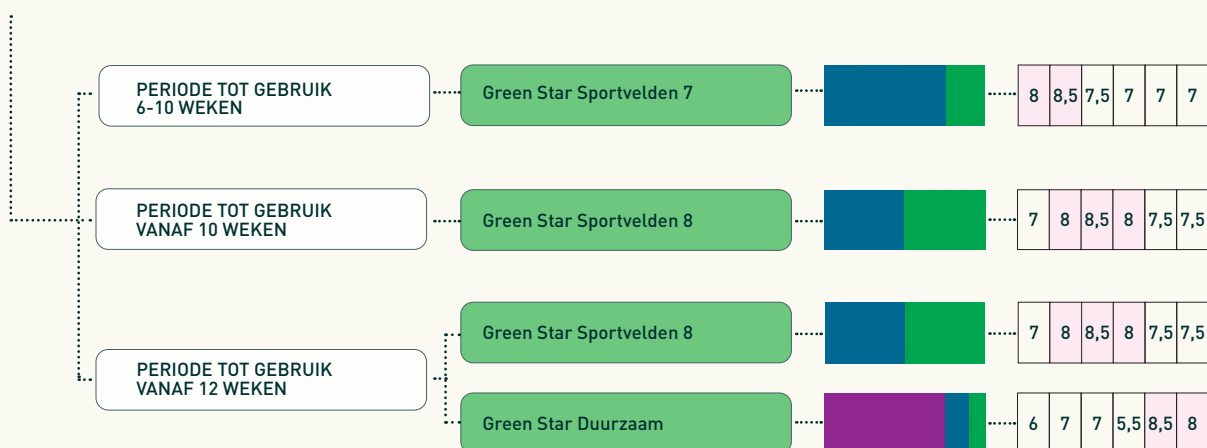 PERIODE TOT GEBRUIK
6-10 WEKEN
Green Star Sportvelden 7
8 8,5 7,5 7 7 7
PERIODE TOT GEBRUIK
VANAF 10 WEKEN
Green Star Sportvelden 8
7 8 8,5 8 7,5 7,5
Green Star Sportvelden 8
7 8 8,5 8 7,5 7,5
PERIODE TOT GEBRUIK
VANAF 12 WEKEN
Green Star Duurzaam
6 7 7 5,5 8,5 8